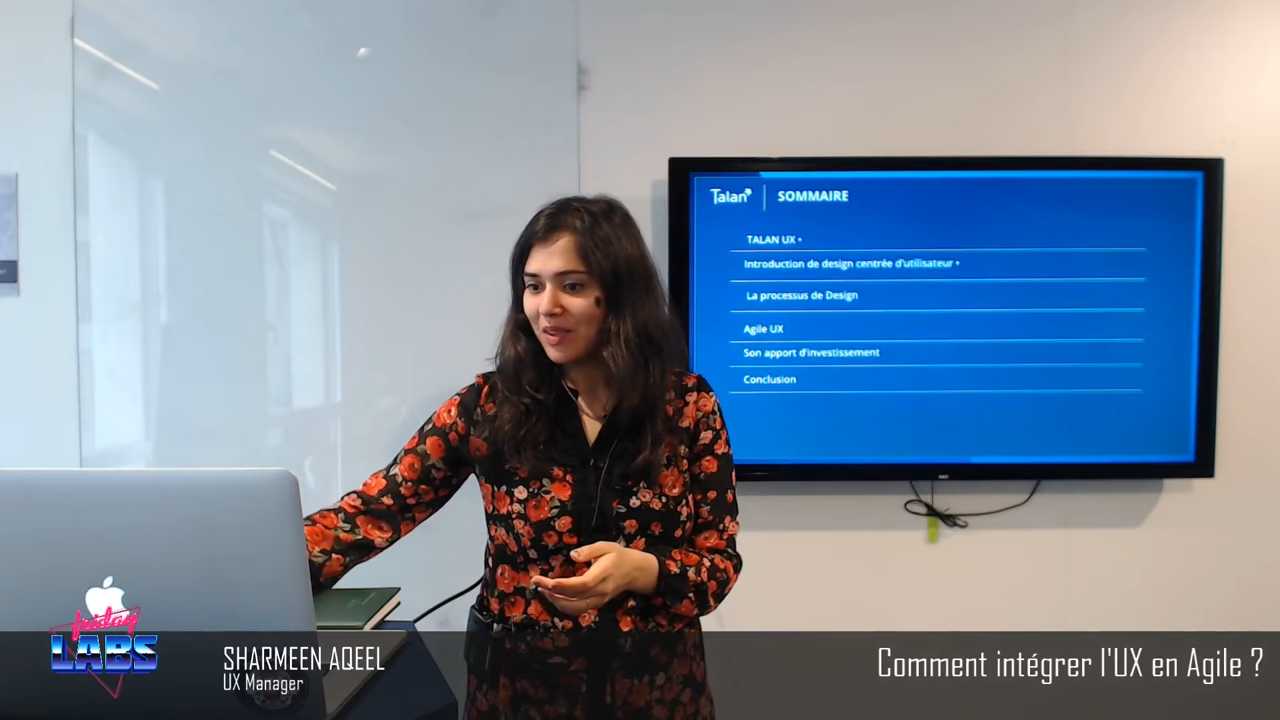 Talan
SOMMAIRE
TALAN UX •
Introduction de design centrée d'utilisateur •
La processus de Design
Agile UX
Son apport d'investissement
Conclusion
friday
LABS
SHARMEEN AQEEL
UX Manager
Comment intégrer l'UX en Agile ?